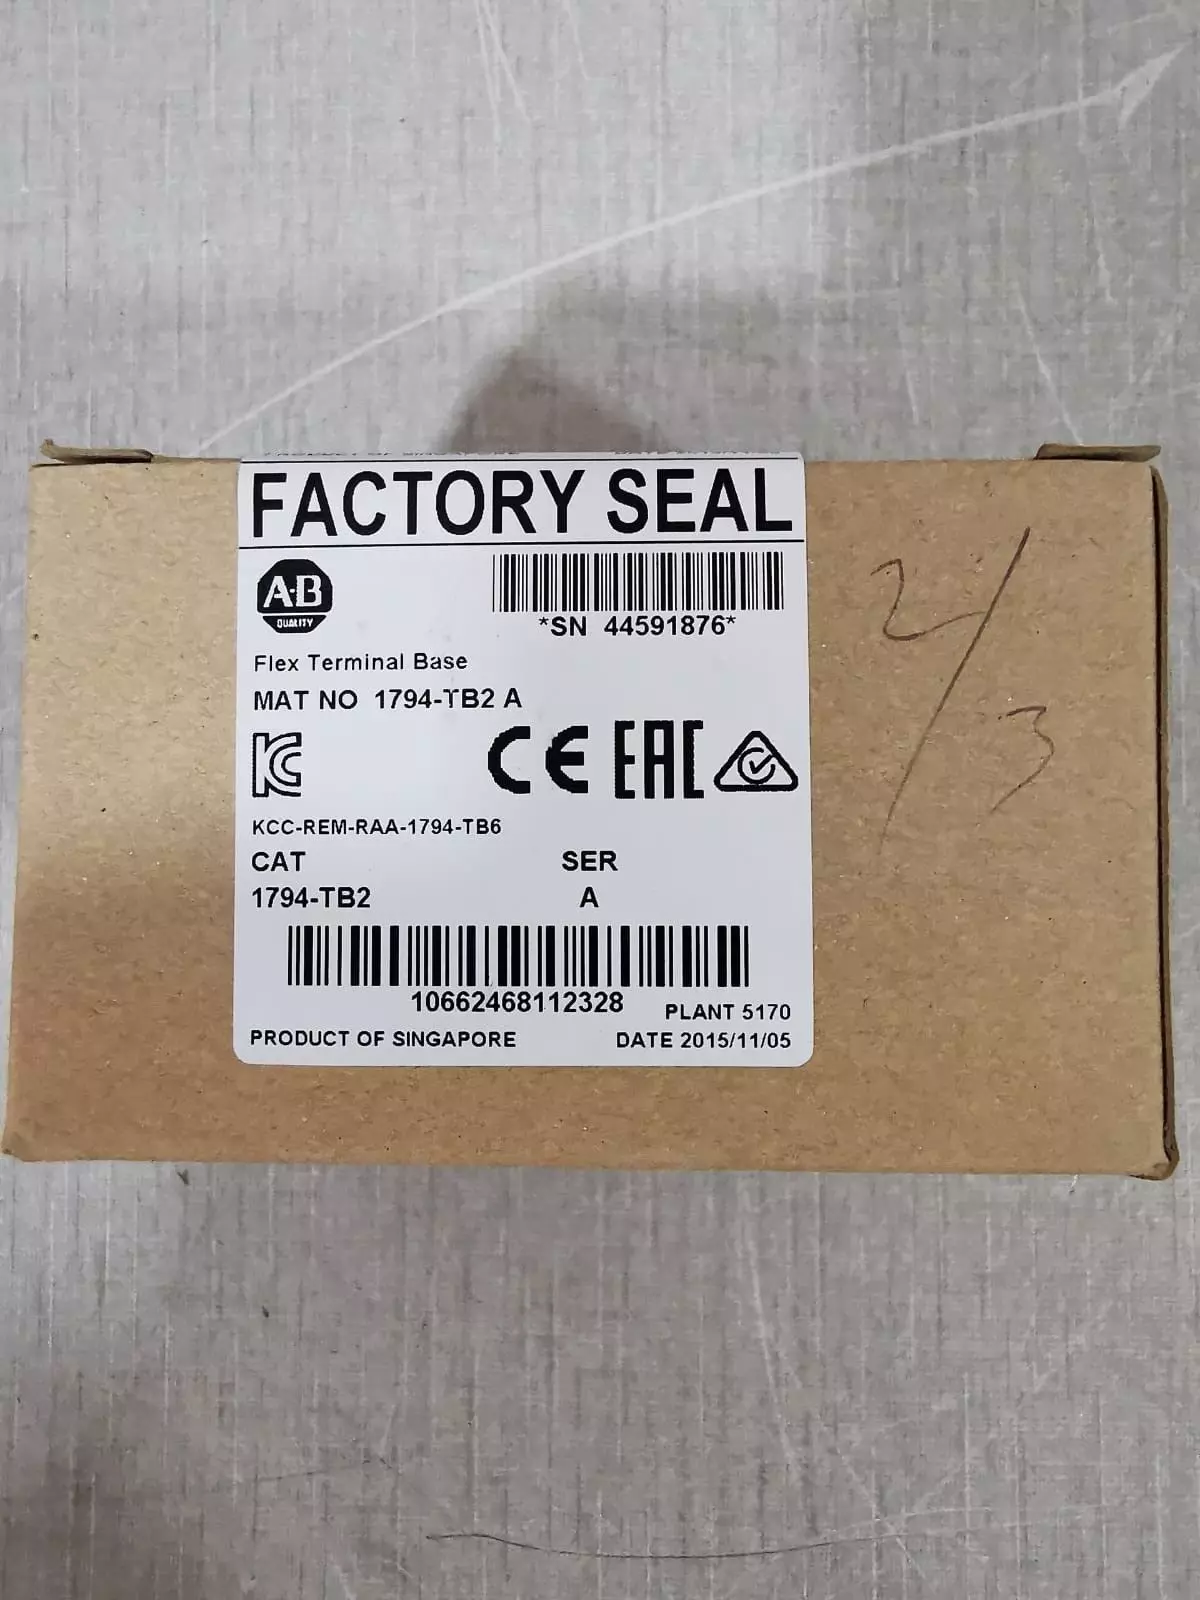 FACTORY SEAL
A-B
QUALITY
*SN 44591876*
Flex Terminal Base
MAT NO 1794-TB2 A
KC
CE EAC
KCC-REM-RAA-1794-TB6
CAT SER
1794-TB2 A
10662468112328
PLANT 5170
PRODUCT OF SINGAPORE DATE 2015/11/05
2/3